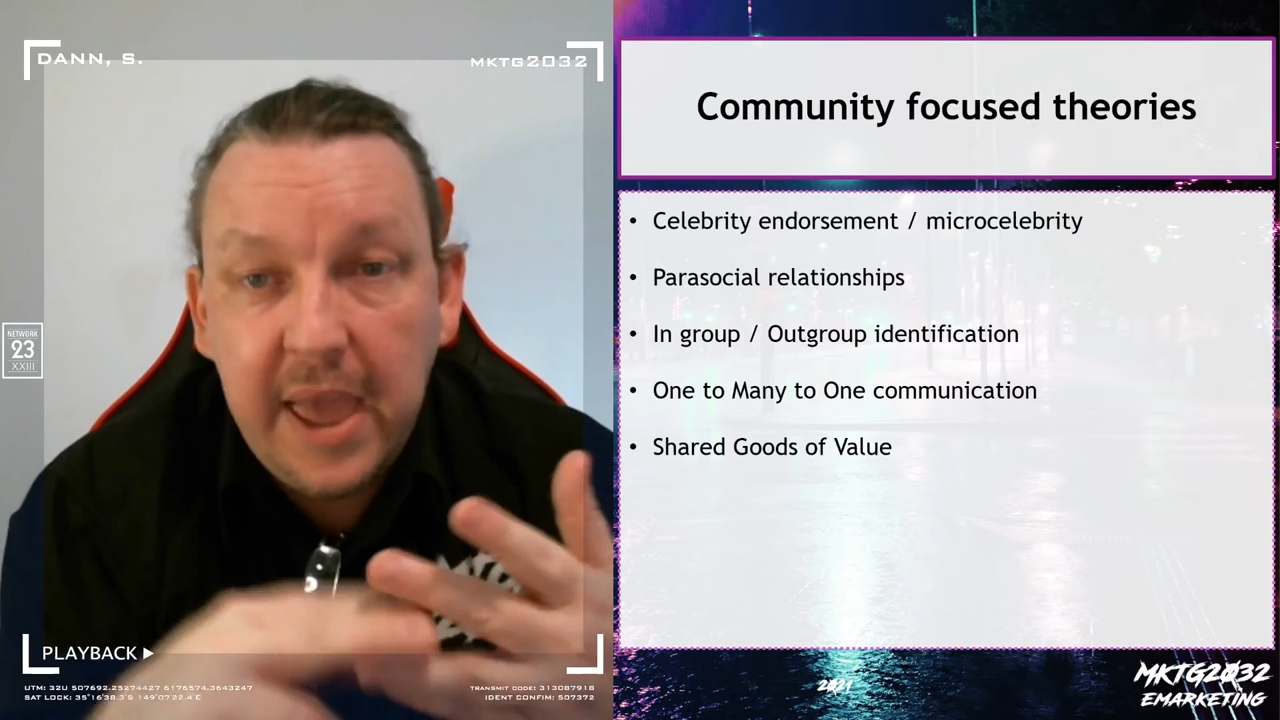 DANN, S.
MKTG2032
NETWORK
23
XXIII
PLAYBACK
UTM: 32U 507692.25274427 6176574.3643247
SAT LOCK: 35°16'38.3"S 149°07'22.4"E
TRANSMIT CODE: 313087918
IDENT CONFIM: 507372
Community focused theories
• Celebrity endorsement / microcelebrity
• Parasocial relationships
• In group / Outgroup identification
• One to Many to One communication
• Shared Goods of Value
2021
MKTG2032
EMARKETING